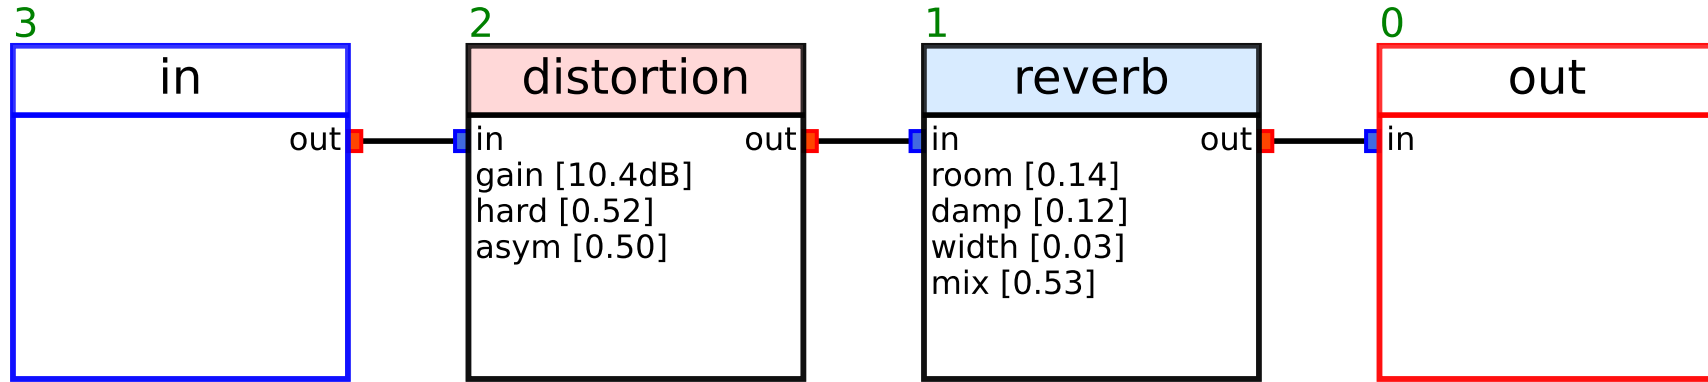 3
in
out
2
distortion
in out
gain [10.4dB]
hard [0.52]
asym [0.50]
1
reverb
in out
room [0.14]
damp [0.12]
width [0.03]
mix [0.53]
0
out
in